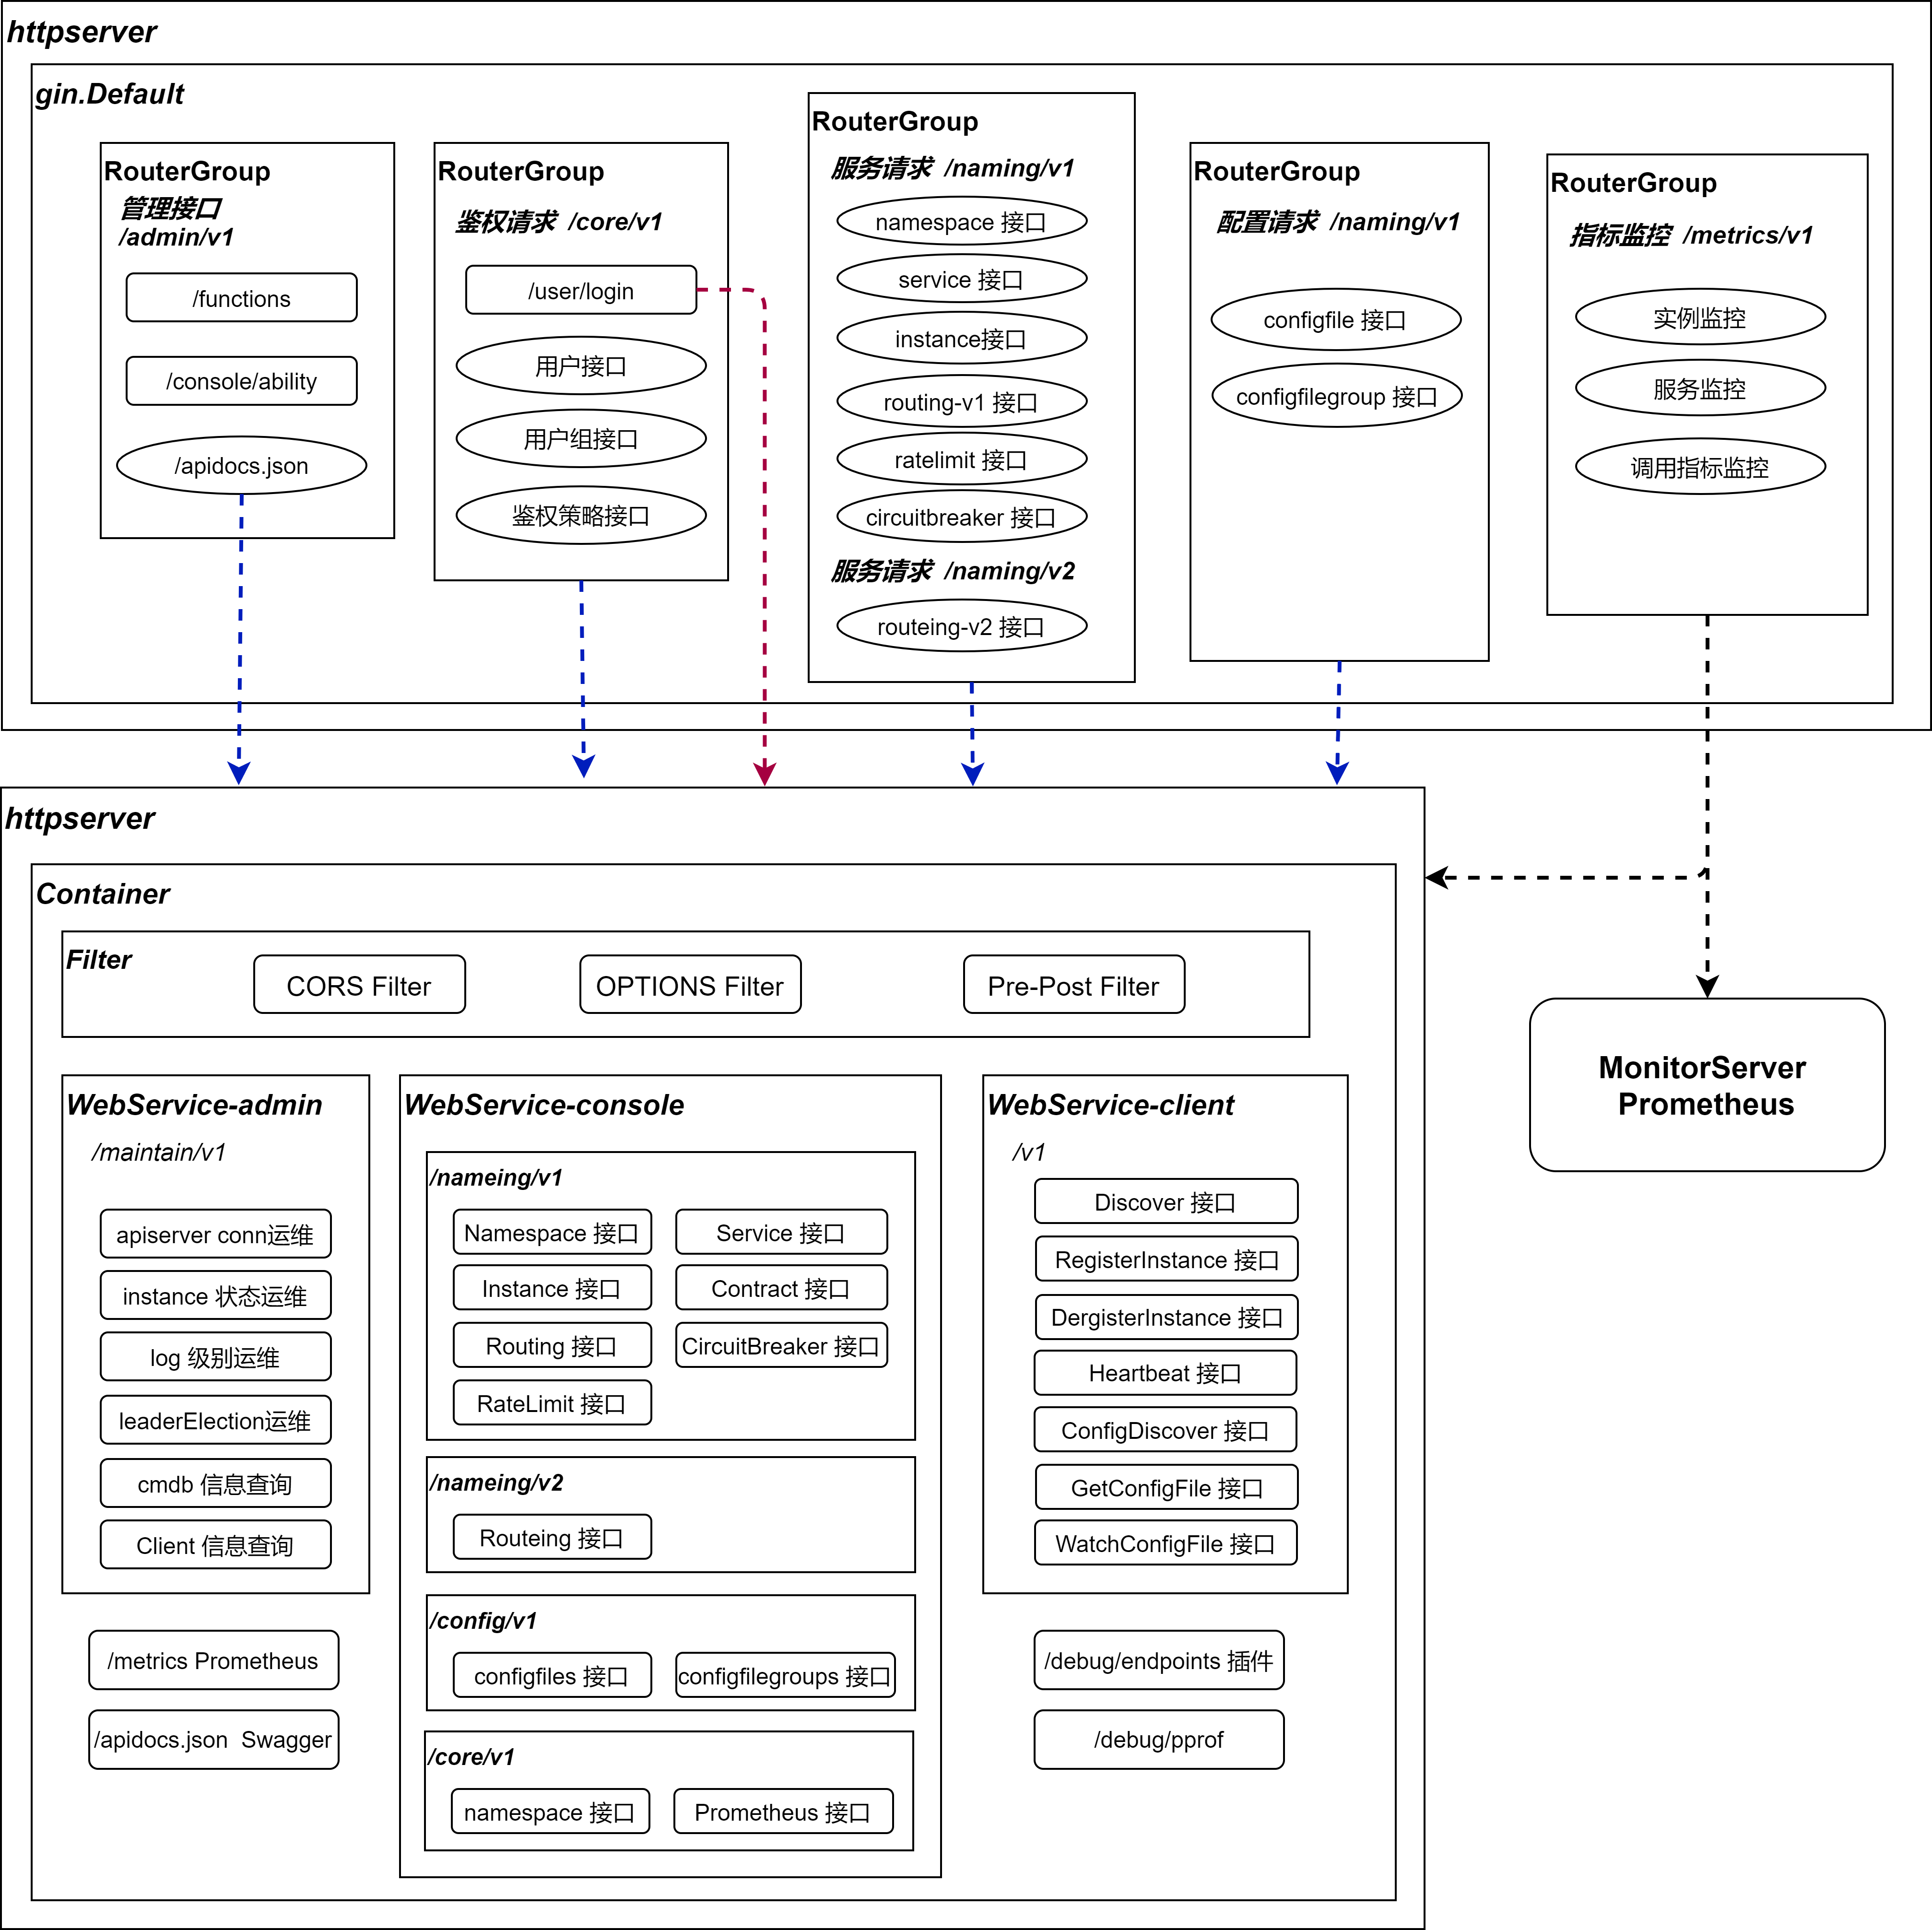 httpserver
gin.Default
RouterGroup
管理接口
/admin/v1
/functions
/console/ability
/apidocs.json
RouterGroup
鉴权请求 /core/v1
/user/login
用户接口
用户组接口
鉴权策略接口
RouterGroup
服务请求 /naming/v1
namespace 接口
service 接口
instance接口
routing-v1 接口
ratelimit 接口
circuitbreaker 接口
服务请求 /naming/v2
routeing-v2 接口
RouterGroup
配置请求 /naming/v1
configfile 接口
configfilegroup 接口
RouterGroup
指标监控 /metrics/v1
实例监控
服务监控
调用指标监控
httpserver
Container
Filter
CORS Filter
OPTIONS Filter
Pre-Post Filter
WebService-admin
/maintain/v1
apiserver conn运维
instance 状态运维
log 级别运维
leaderElection运维
cmdb 信息查询
Client 信息查询
/metrics Prometheus
/apidocs.json Swagger
WebService-console
/nameing/v1
Namespace 接口
Service 接口
Instance 接口
Contract 接口
Routing 接口
CircuitBreaker 接口
RateLimit 接口
/nameing/v2
Routeing 接口
/config/v1
configfiles 接口
configfilegroups 接口
/core/v1
namespace 接口
Prometheus 接口
WebService-client
/v1
Discover 接口
RegisterInstance 接口
DergisterInstance 接口
Heartbeat 接口
ConfigDiscover 接口
GetConfigFile 接口
WatchConfigFile 接口
/debug/endpoints 插件
/debug/pprof
MonitorServer
Prometheus